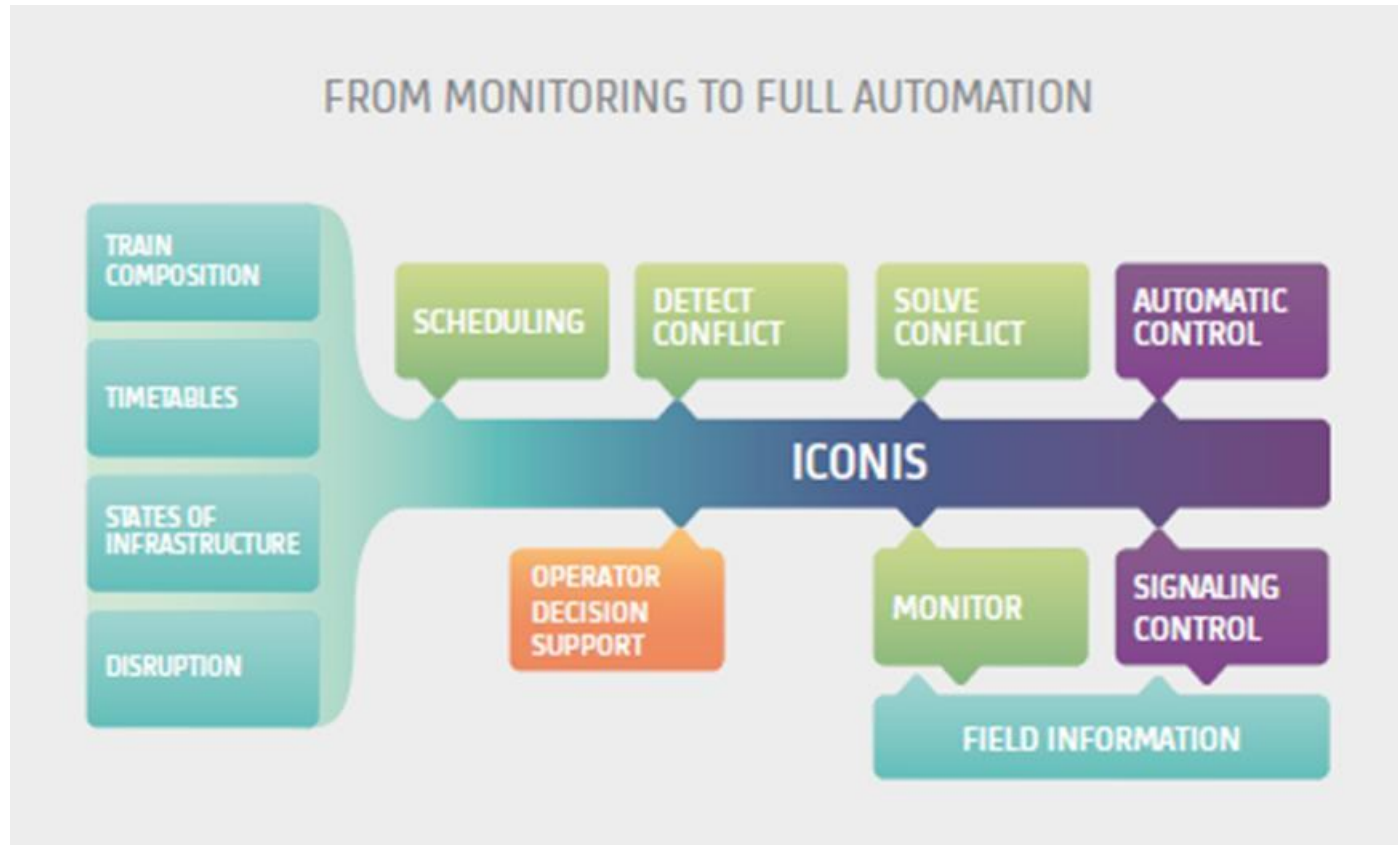 FROM MONITORING TO FULL AUTOMATION
TRAIN
COMPOSITION
TIMETABLES
STATES OF
INFRASTRUCTURE
DISRUPTION
SCHEDULING
DETECT
CONFLICT
SOLVE
CONFLICT
AUTOMATIC
CONTROL
ICONIS
OPERATOR
DECISION
SUPPORT
MONITOR
SIGNALING
CONTROL
FIELD INFORMATION